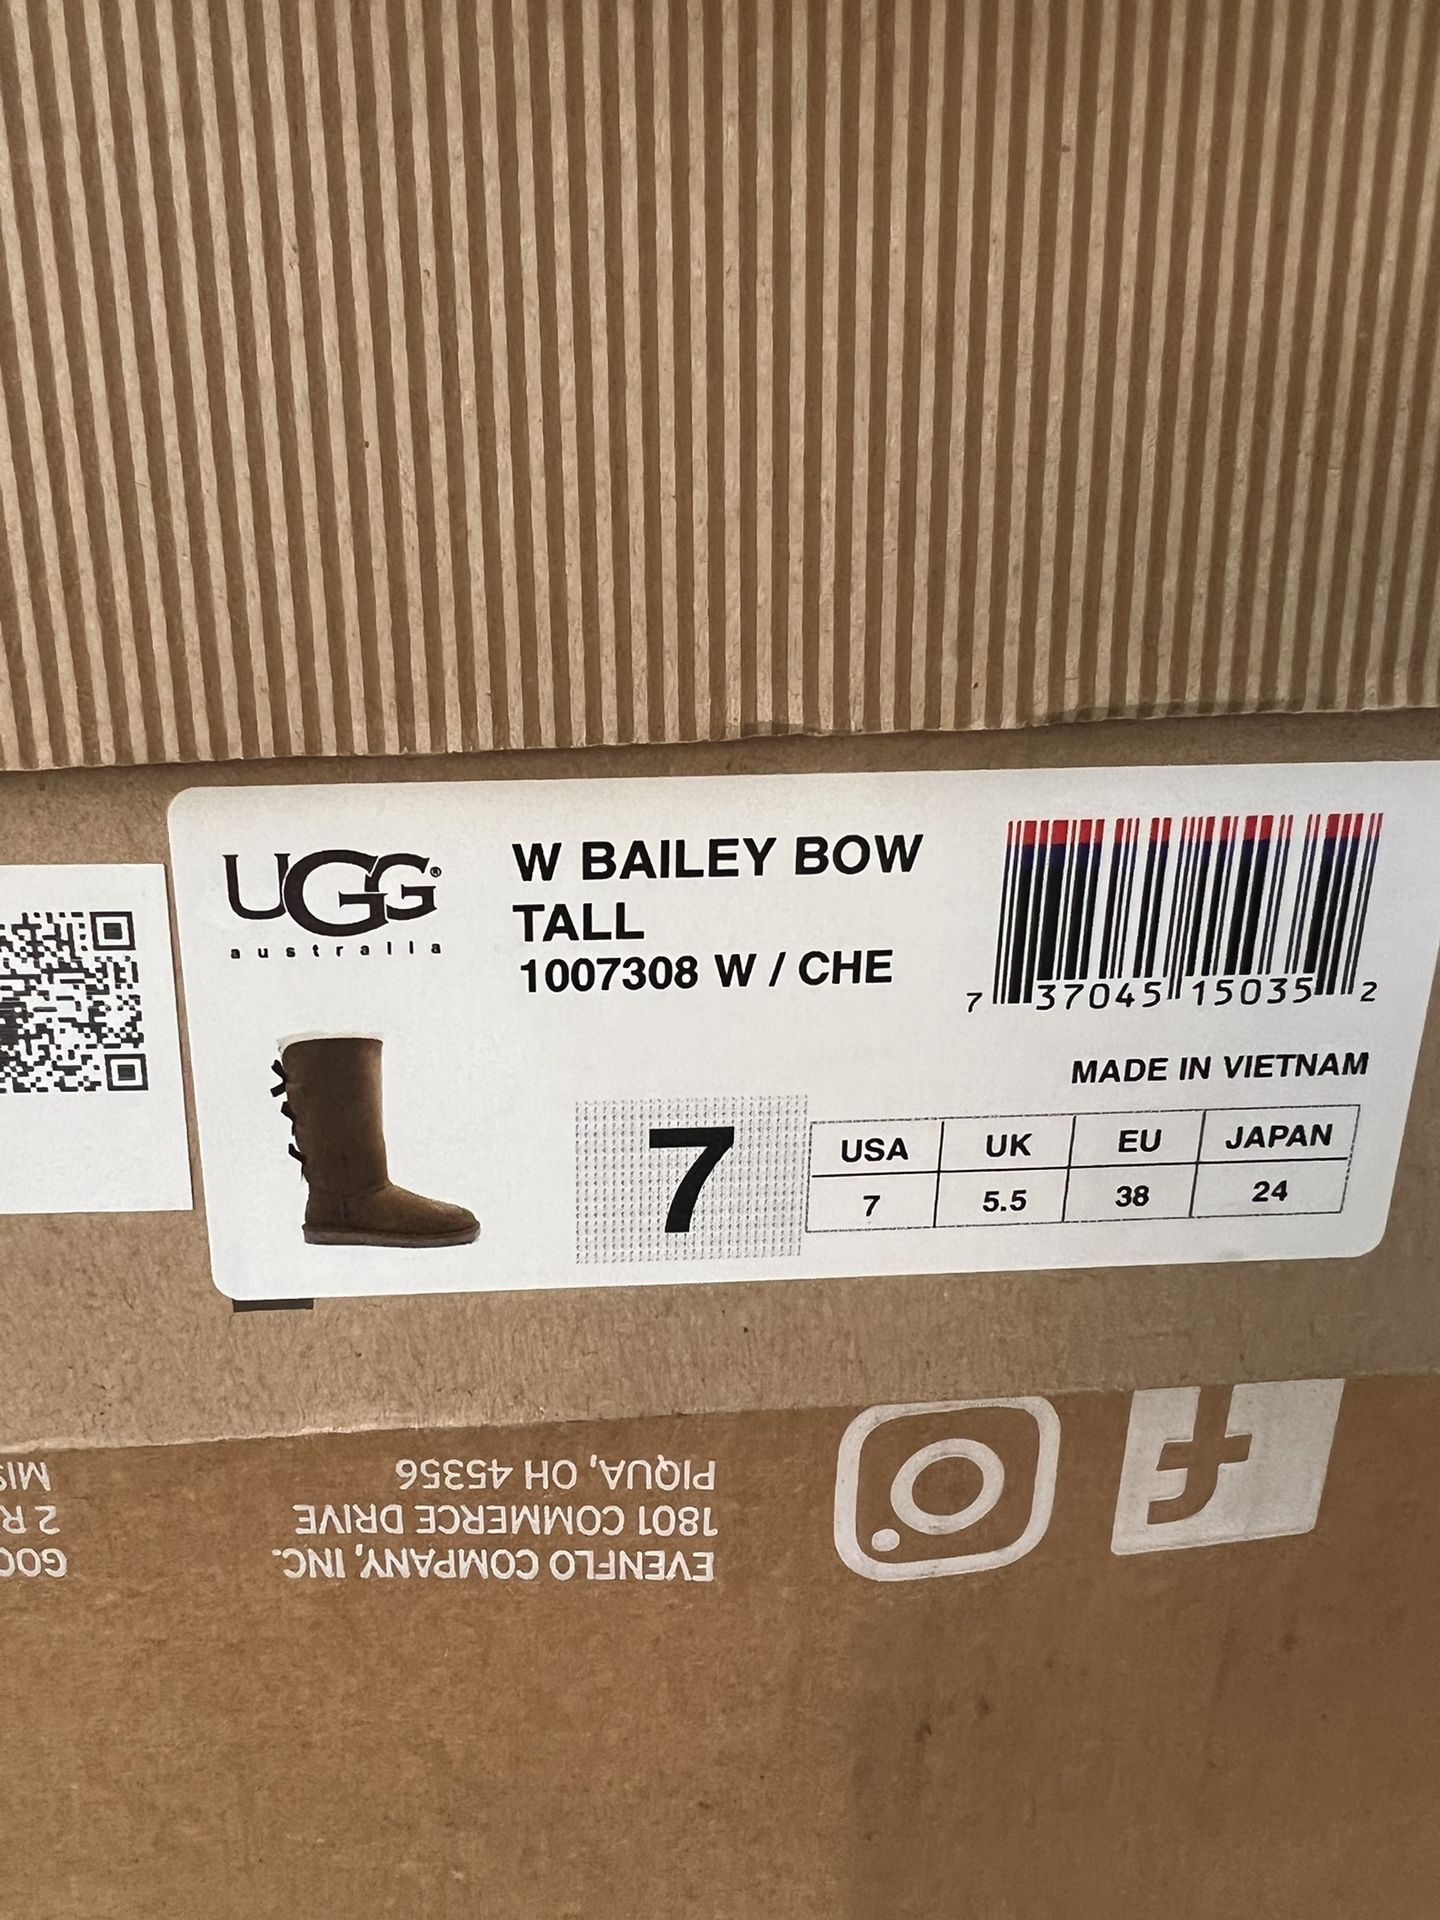 UGG®
australia
W BAILEY BOW
TALL
1007308 W / CHE
7 37045 15035 2
MADE IN VIETNAM
7
USA UK EU JAPAN
7 5.5 38 24
EVENFLO COMPANY, INC.
1801 COMMERCE DRIVE
PIQUA, OH 45356
2 R